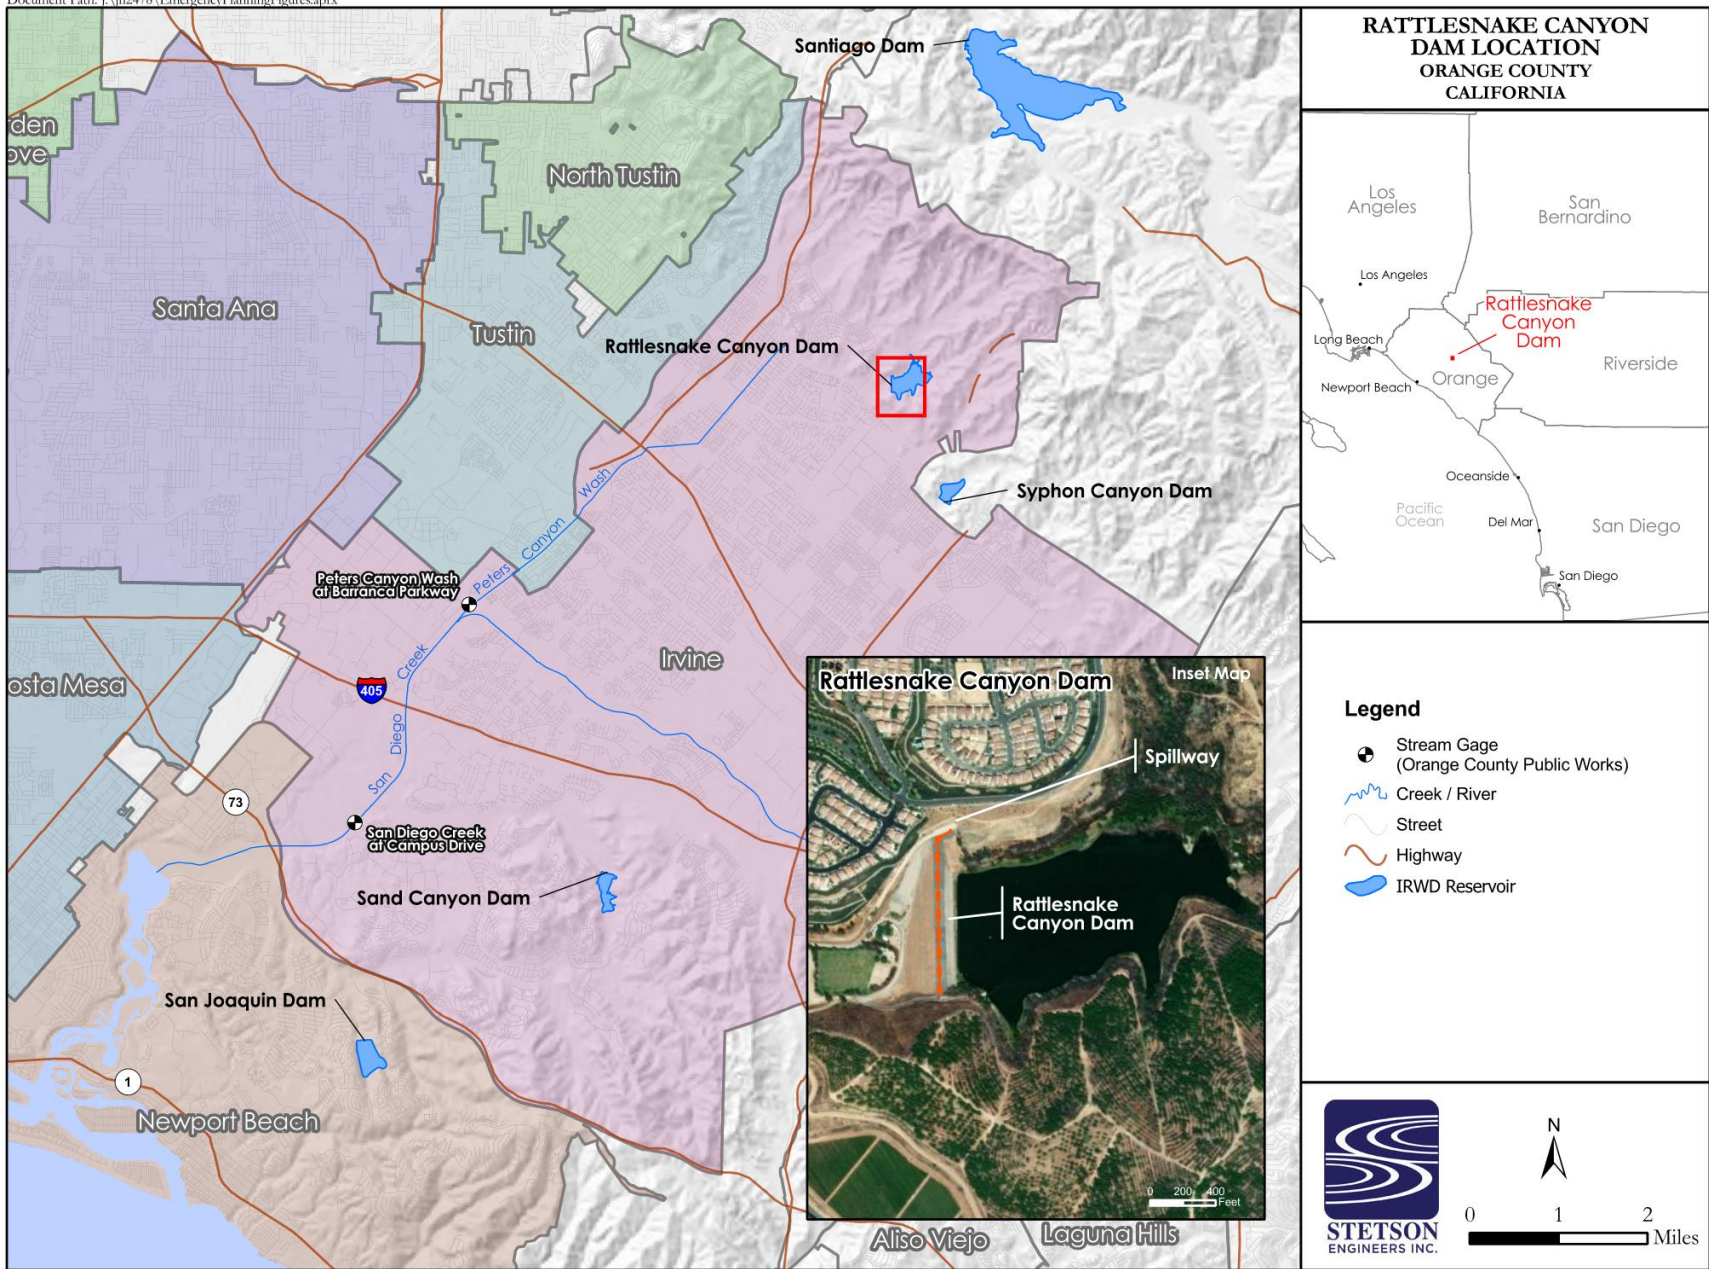 Document Path: J:\jn2478\EmergencyPlanningFigures.aprx
RATTLESNAKE CANYON
DAM LOCATION
ORANGE COUNTY
CALIFORNIA
Santiago Dam
den
ove
North Tustin
Santa Ana
Tustin
Rattlesnake Canyon Dam
Syphon Canyon Dam
Peters Canyon Wash
Peters Canyon Wash
at Barranca Parkway
Irvine
osta Mesa
405
San Diego Creek
73
San Diego Creek
at Campus Drive
Sand Canyon Dam
San Joaquin Dam
1
Newport Beach
Aliso Viejo
Laguna Hills
Rattlesnake Canyon Dam
Inset Map
Spillway
Rattlesnake
Canyon Dam
0 200 400
Feet
Los
Angeles
San
Bernardino
Los Angeles
Rattlesnake
Canyon
Dam
Long Beach
Riverside
Newport Beach
Orange
Oceanside
Pacific
Ocean
Del Mar
San Diego
San Diego
Legend
Stream Gage
(Orange County Public Works)
Creek / River
Street
Highway
IRWD Reservoir
STETSON
ENGINEERS INC.
N
0 1 2
Miles